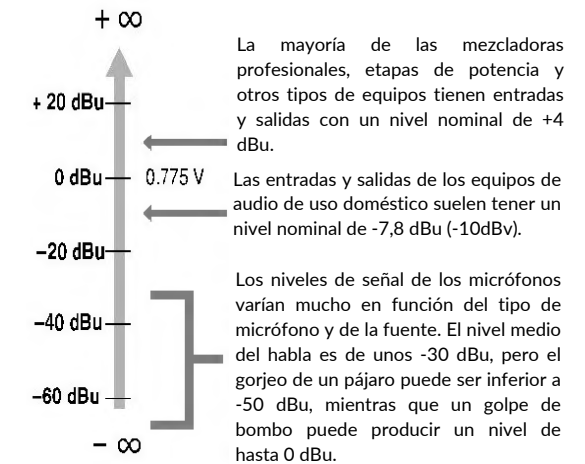 + ∞
La mayoría de las mezcladoras
profesionales, etapas de potencia y
otros tipos de equipos tienen entradas
y salidas con un nivel nominal de +4
dBu.
+ 20 dBu
0 dBu
0.775 V
Las entradas y salidas de los equipos de
audio de uso doméstico suelen tener un
nivel nominal de -7,8 dBu (-10dBv).
−20 dBu
Los niveles de señal de los micrófonos
varían mucho en función del tipo de
micrófono y de la fuente. El nivel medio
del habla es de unos -30 dBu, pero el
gorjeo de un pájaro puede ser inferior a
-50 dBu, mientras que un golpe de
bombo puede producir un nivel de
hasta 0 dBu.
−40 dBu
−60 dBu
− ∞